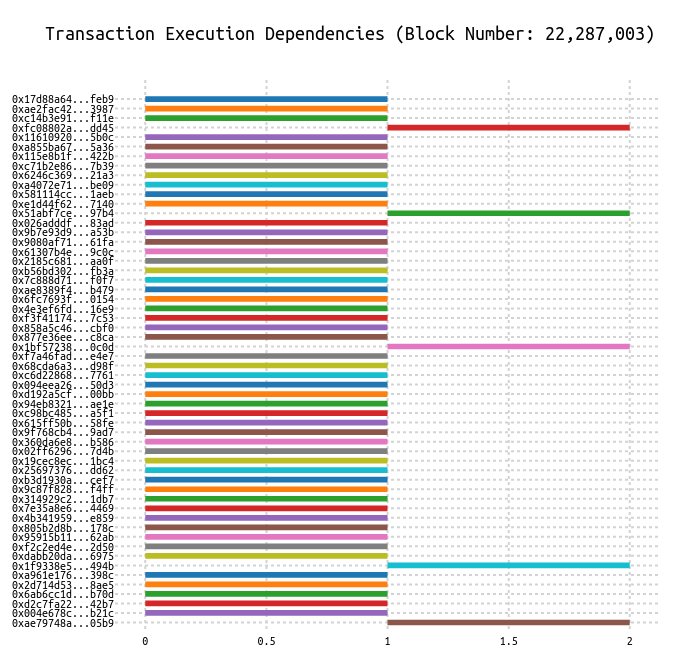 Transaction Execution Dependencies (Block Number: 22,287,003)
0x17d88a64...feb9
0xae2fac42...3987
0xc14b3e91...f11e
0xfc08802a...dd45
0x11610920...5b0c
0xa855ba67...5a36
0x115e8b1f...422b
0xc71b2e86...7b39
0x6246c369...21a3
0xa4072e71...be09
0x581114cc...1aeb
0xe1d44f62...7140
0x51abf7ce...97b4
0x026adddf...83ad
0x9b7e93d9...a53b
0x9080af71...61fa
0x61307b4e...9c0c
0x2185c681...aa0f
0xb56bd302...fb3a
0x7c888d71...f0f7
0xae8389f4...b479
0x6fc7693f...0154
0x4e3ef6fd...16e9
0xf3f41174...7c53
0x858a5c46...cbf0
0x877e36ee...c8ca
0x1bf57238...0c0d
0xf7a46fad...e4e7
0x68cda6a3...d98f
0xc6d22868...7761
0x094eea26...50d3
0xd192a5cf...00bb
0x94eb8321...ae1e
0xc98bc485...a5f1
0x615ff50b...58fe
0x9f768cb4...9ad7
0x360da6e8...b586
0x02ff6296...7d4b
0x19cec8ec...1bc4
0x25697376...dd62
0xb3d1930a...cef7
0x9c87f828...f4ff
0x314929c2...1db7
0x7e35a8e6...4469
0x4b341959...e859
0x805b2d8b...178c
0x95915b11...62ab
0xf2c2ed4e...2d50
0xdabb20da...6975
0x1f9338e5...494b
0xa961e176...398c
0x2d714d53...8ae5
0x6ab6cc1d...b70d
0xd2c7fa22...42b7
0x004e678c...b21c
0xae79748a...05b9
0 0.5 1 1.5 2